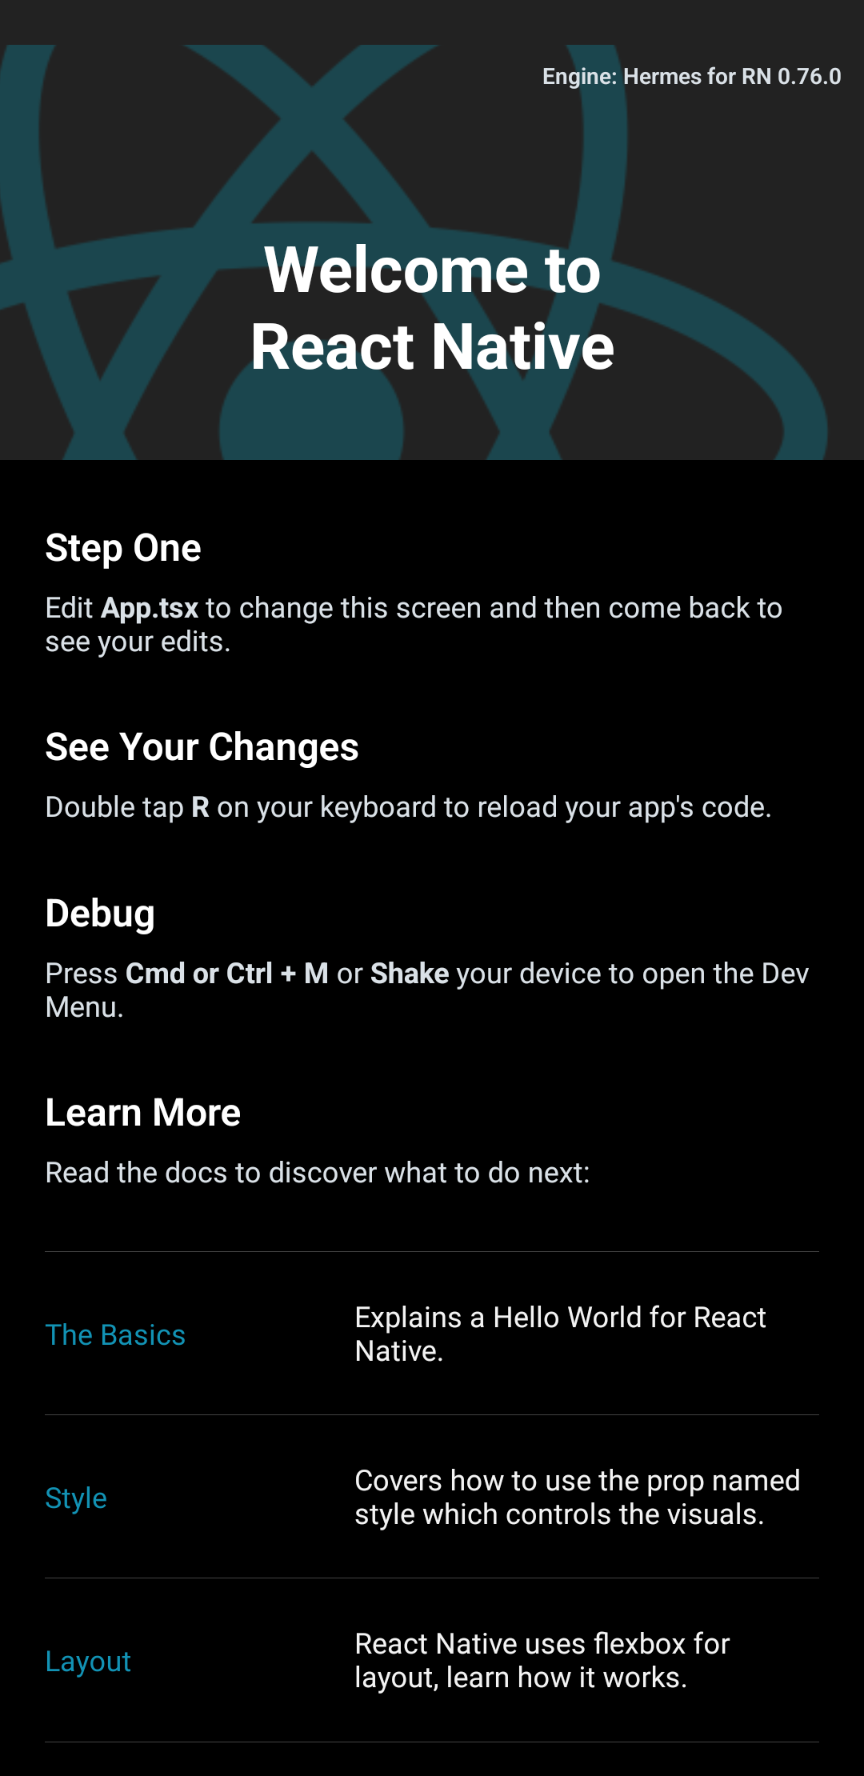 Engine: Hermes for RN 0.76.0
Welcome to
React Native
Step One
Edit App.tsx to change this screen and then come back to
see your edits.
See Your Changes
Double tap R on your keyboard to reload your app's code.
Debug
Press Cmd or Ctrl + M or Shake your device to open the Dev
Menu.
Learn More
Read the docs to discover what to do next:
The Basics
Explains a Hello World for React
Native.
Style
Covers how to use the prop named
style which controls the visuals.
Layout
React Native uses flexbox for
layout, learn how it works.